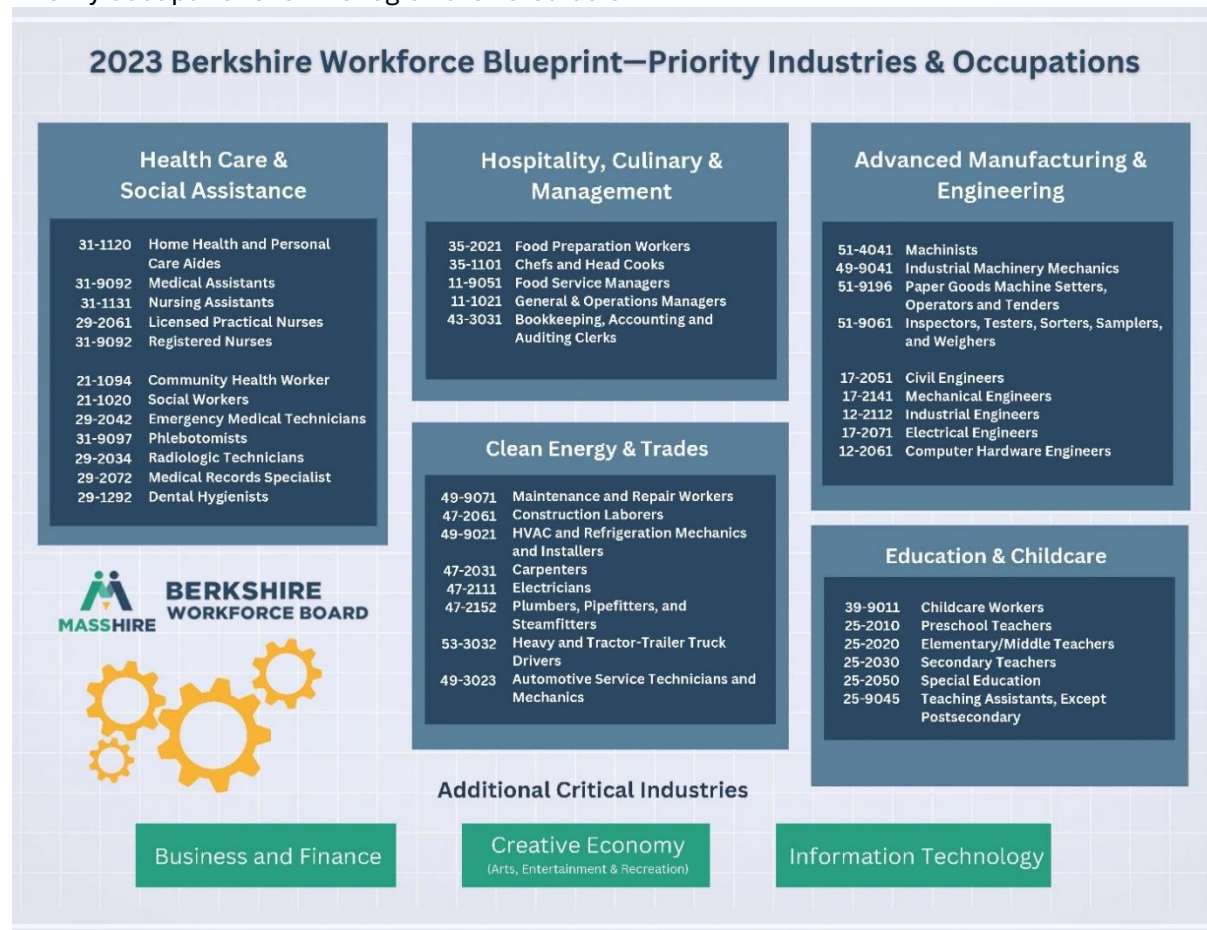 2023 Berkshire Workforce Blueprint—Priority Industries & Occupations
Health Care &
Social Assistance
31-1120 Home Health and Personal
Care Aides
31-9092 Medical Assistants
31-1131 Nursing Assistants
29-2061 Licensed Practical Nurses
31-9092 Registered Nurses
21-1094 Community Health Worker
21-1020 Social Workers
29-2042 Emergency Medical Technicians
31-9097 Phlebotomists
29-2034 Radiologic Technicians
29-2072 Medical Records Specialist
29-1292 Dental Hygienists
Hospitality, Culinary &
Management
35-2021 Food Preparation Workers
35-1101 Chefs and Head Cooks
11-9051 Food Service Managers
11-1021 General & Operations Managers
43-3031 Bookkeeping, Accounting and
Auditing Clerks
Clean Energy & Trades
49-9071 Maintenance and Repair Workers
47-2061 Construction Laborers
49-9021 HVAC and Refrigeration Mechanics
and Installers
47-2031 Carpenters
47-2111 Electricians
47-2152 Plumbers, Pipefitters, and
Steamfitters
53-3032 Heavy and Tractor-Trailer Truck
Drivers
49-3023 Automotive Service Technicians and
Mechanics
Advanced Manufacturing &
Engineering
51-4041 Machinists
49-9041 Industrial Machinery Mechanics
51-9196 Paper Goods Machine Setters,
Operators and Tenders
51-9061 Inspectors, Testers, Sorters, Samplers,
and Weighers
17-2051 Civil Engineers
17-2141 Mechanical Engineers
12-2112 Industrial Engineers
17-2071 Electrical Engineers
12-2061 Computer Hardware Engineers
Education & Childcare
39-9011 Childcare Workers
25-2010 Preschool Teachers
25-2020 Elementary/Middle Teachers
25-2030 Secondary Teachers
25-2050 Special Education
25-9045 Teaching Assistants, Except
Postsecondary
MASSHIRE
BERKSHIRE
WORKFORCE BOARD
Additional Critical Industries
Business and Finance
Creative Economy
(Arts, Entertainment & Recreation)
Information Technology